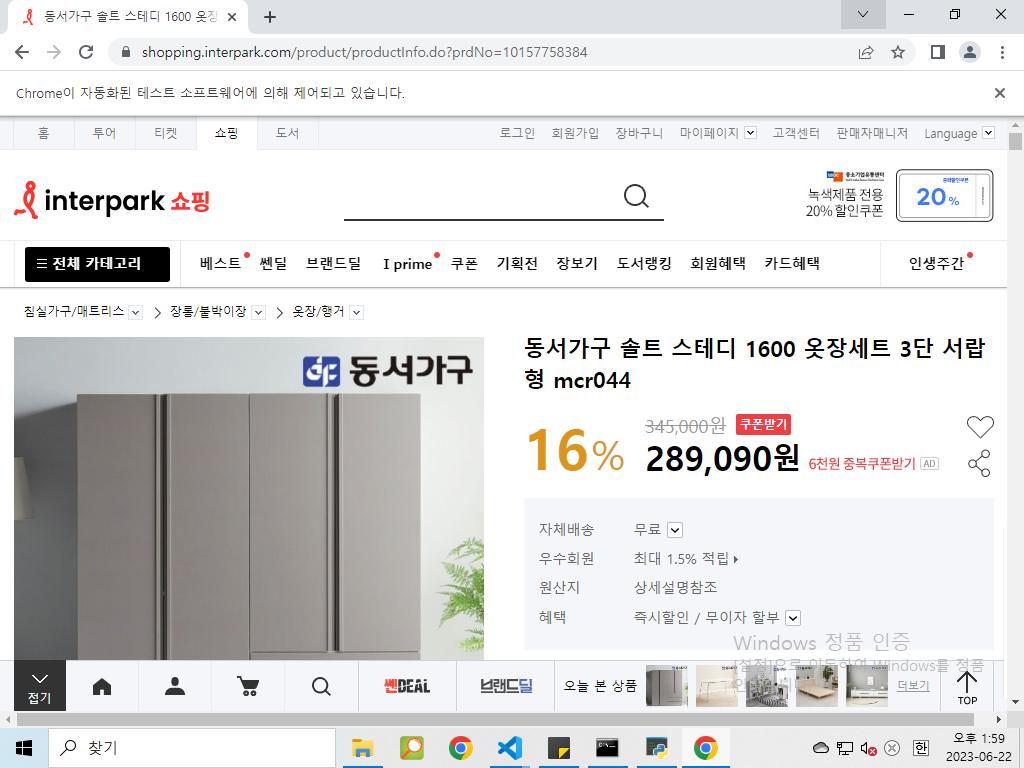 동서가구 솔트 스테디 1600 옷장
shopping.interpark.com/product/productInfo.do?prdNo=10157758384
Chrome이 자동화된 테스트 소프트웨어에 의해 제어되고 있습니다.
홈 투어 티켓 쇼핑 도서 로그인 회원가입 장바구니 마이페이지 고객센터 판매자매니저 Language
interpark 쇼핑
중소기업유통센터
녹색제품 전용
20% 할인쿠폰
중복할인쿠폰
20%
전체 카테고리 베스트 쎈딜 브랜드딜 I prime 쿠폰 기획전 장보기 도서랭킹 회원혜택 카드혜택 인생주간
침실가구/매트리스 장롱/붙박이장 옷장/행거
동서가구
동서가구 솔트 스테디 1600 옷장세트 3단 서랍
형 mcr044
16%
345,000원 쿠폰받기
289,090원 6천원 중복쿠폰받기 AD
자체배송 무료
우수회원 최대 1.5% 적립
원산지 상세설명참조
혜택 즉시할인 / 무이자 할부
Windows 정품 인증
[설정]으로 이동하여 Windows를 정품
접기 쎈DEAL 브랜드딜 오늘 본 상품 더보기 TOP
찾기
한
오후 1:59
2023-06-22